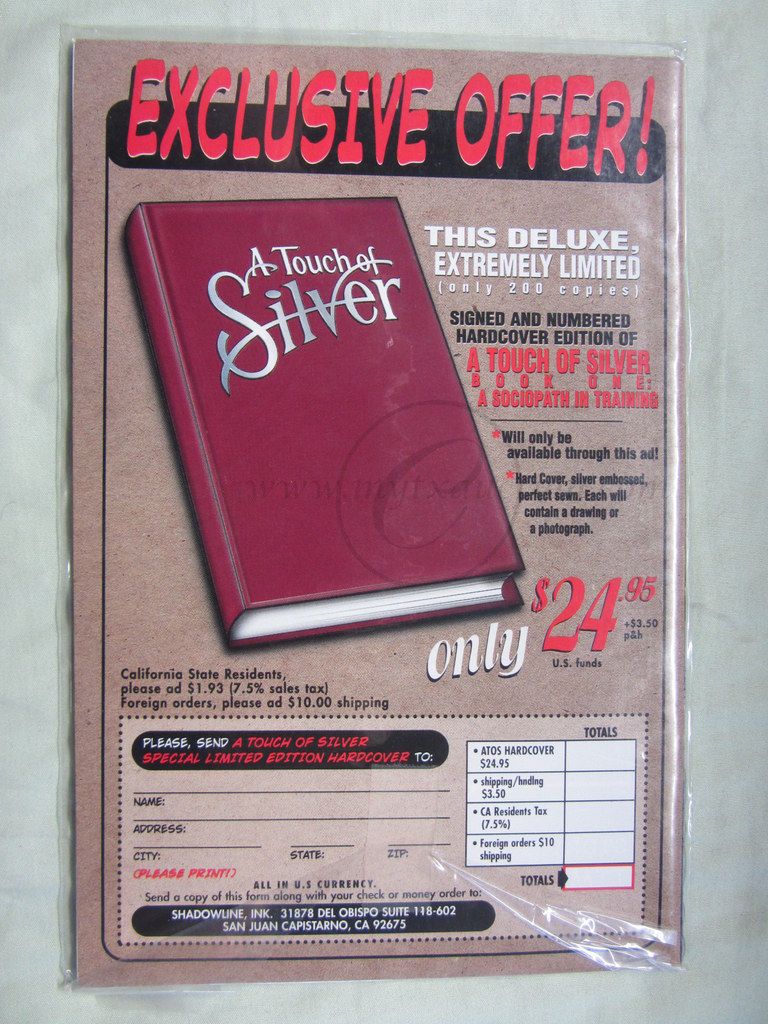 EXCLUSIVE OFFER!
A Touch of
Silver
THIS DELUXE,
EXTREMELY LIMITED
(only 200 copies)
SIGNED AND NUMBERED
HARDCOVER EDITION OF
A TOUCH OF SILVER
BOOK ONE:
A SOCIOPATH IN TRAINING
*Will only be
available through this ad!
*Hard Cover, silver embossed,
perfect sewn. Each will
contain a drawing or
a photograph.
only $24.95
+$3.50
p&h
U.S. funds
California State Residents,
please ad $1.93 (7.5% sales tax)
Foreign orders, please ad $10.00 shipping
PLEASE, SEND A TOUCH OF SILVER
SPECIAL LIMITED EDITION HARDCOVER TO:
NAME:
ADDRESS:
CITY: STATE: ZIP:
(PLEASE PRINT!)
TOTALS
• ATOS HARDCOVER
$24.95
• shipping/hndlng
$3.50
• CA Residents Tax
(7.5%)
• Foreign orders $10
shipping
TOTALS
ALL IN U.S CURRENCY.
Send a copy of this form along with your check or money order to:
SHADOWLINE, INK. 31878 DEL OBISPO SUITE 118-602
SAN JUAN CAPISTARNO, CA 92675